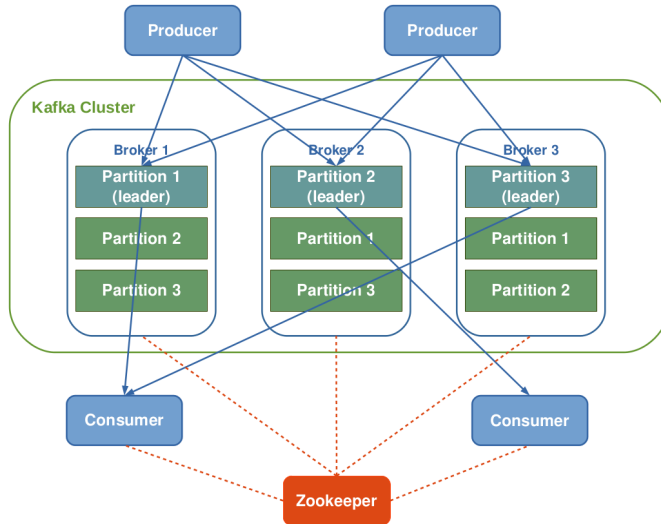 Producer
Producer
Kafka Cluster
Broker 1
Broker 2
Broker 3
Partition 1
(leader)
Partition 2
(leader)
Partition 3
(leader)
Partition 2
Partition 1
Partition 1
Partition 3
Partition 3
Partition 2
Consumer
Consumer
Zookeeper